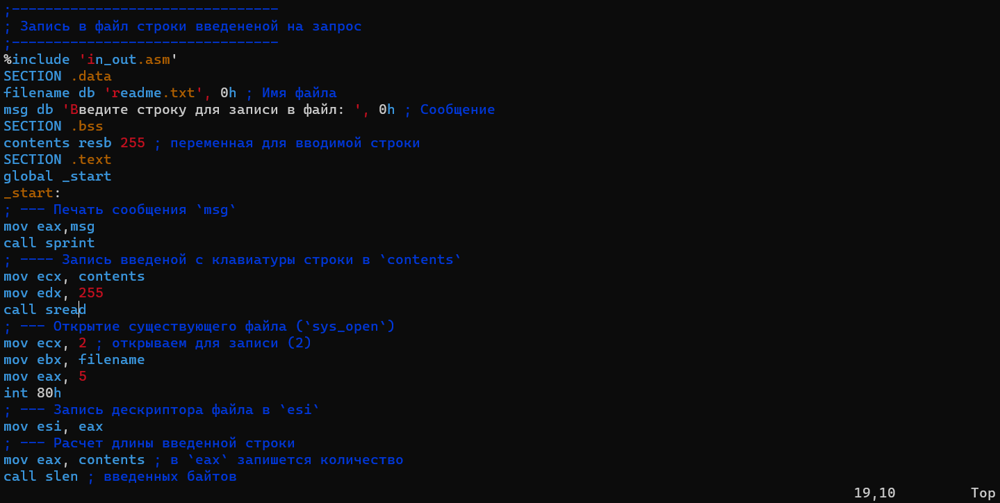 ;--------------------------------
; Запись в файл строки введененой на запрос
;--------------------------------
%include 'in_out.asm'
SECTION .data
filename db 'readme.txt', 0h ; Имя файла
msg db 'Введите строку для записи в файл: ', 0h ; Сообщение
SECTION .bss
contents resb 255 ; переменная для вводимой строки
SECTION .text
global _start
_start:
; --- Печать сообщения `msg`
mov eax,msg
call sprint
; ---- Запись введеной с клавиатуры строки в `contents`
mov ecx, contents
mov edx, 255
call sread
; --- Открытие существующего файла (`sys_open`)
mov ecx, 2 ; открываем для записи (2)
mov ebx, filename
mov eax, 5
int 80h
; --- Запись дескриптора файла в `esi`
mov esi, eax
; --- Расчет длины введенной строки
mov eax, contents ; в `eax` запишется количество
call slen ; введенных байтов
19,10 Top